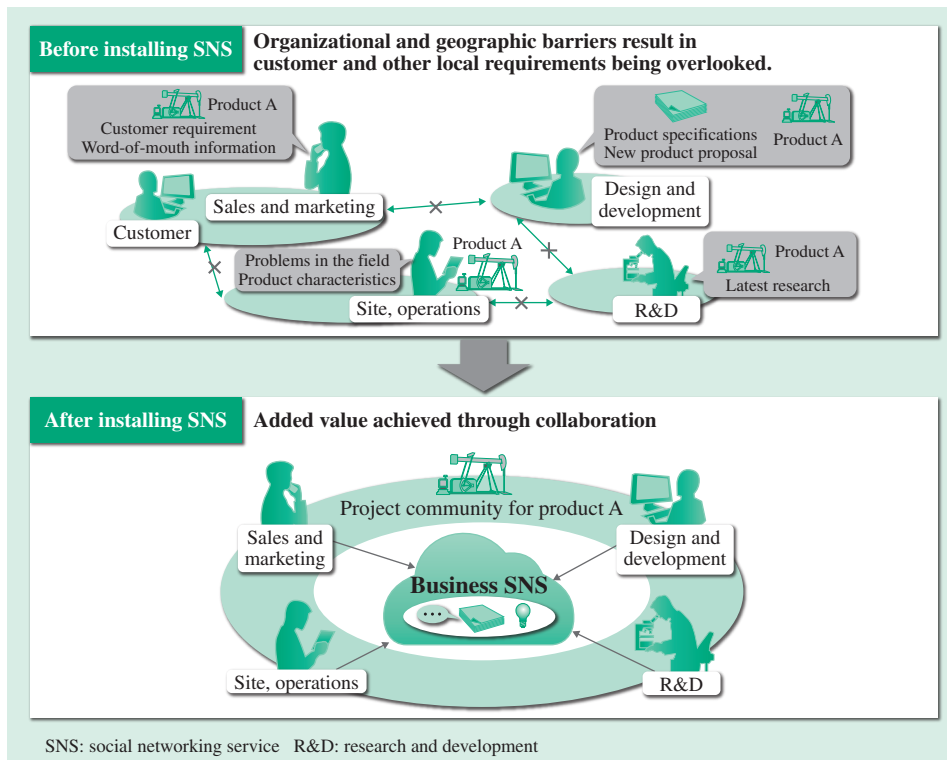 Before installing SNS
Organizational and geographic barriers result in
customer and other local requirements being overlooked.
Product A
Customer requirement
Word-of-mouth information
Product specifications
New product proposal
Product A
Sales and marketing
Customer
Design and
development
Problems in the field
Product characteristics
Product A
Site, operations
Product A
Latest research
R&D
After installing SNS
Added value achieved through collaboration
Project community for product A
Sales and
marketing
Design and
development
Business SNS
Site, operations
R&D
SNS: social networking service R&D: research and development